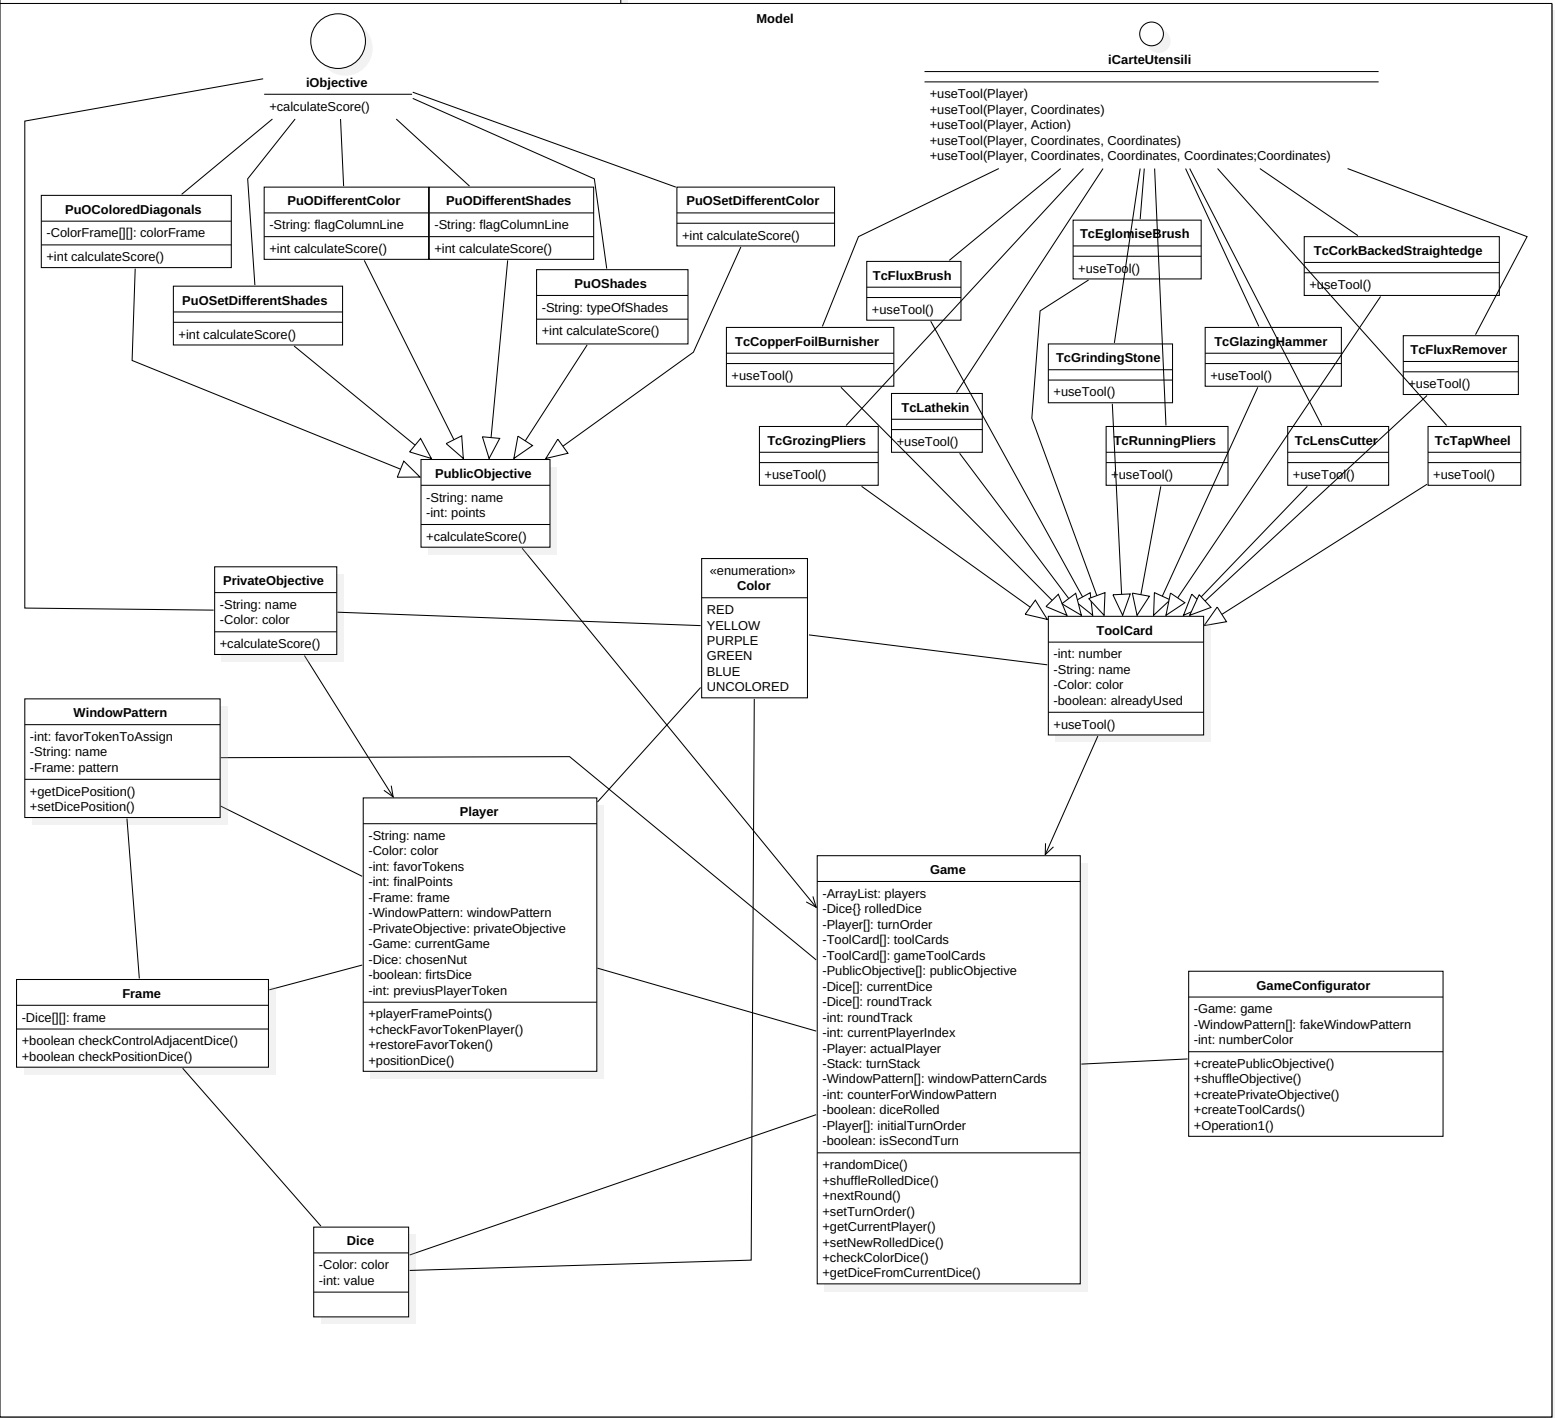 Model
iObjective
+calculateScore()
iCarteUtensili
+useTool(Player)
+useTool(Player, Coordinates)
+useTool(Player, Action)
+useTool(Player, Coordinates, Coordinates)
+useTool(Player, Coordinates, Coordinates, Coordinates;Coordinates)
PuOColoredDiagonals
-ColorFrame[][]: colorFrame
+int calculateScore()
PuODifferentColor
-String: flagColumnLine
+int calculateScore()
PuODifferentShades
-String: flagColumnLine
+int calculateScore()
PuOSetDifferentColor
+int calculateScore()
PuOSetDifferentShades
+int calculateScore()
PuOShades
-String: typeOfShades
+int calculateScore()
TcEglomiseBrush
+useTool()
TcCorkBackedStraightedge
+useTool()
TcFluxBrush
+useTool()
TcCopperFoilBurnisher
+useTool()
TcGrindingStone
+useTool()
TcGlazingHammer
+useTool()
TcFluxRemover
+useTool()
TcLathekin
+useTool()
TcGrozingPliers
+useTool()
TcRunningPliers
+useTool()
TcLensCutter
+useTool()
TcTapWheel
+useTool()
PublicObjective
-String: name
-int: points
+calculateScore()
PrivateObjective
-String: name
-Color: color
+calculateScore()
«enumeration»
Color
RED
YELLOW
PURPLE
GREEN
BLUE
UNCOLORED
ToolCard
-int: number
-String: name
-Color: color
-boolean: alreadyUsed
+useTool()
WindowPattern
-int: favorTokenToAssign
-String: name
-Frame: pattern
+getDicePosition()
+setDicePosition()
Player
-String: name
-Color: color
-int: favorTokens
-int: finalPoints
-Frame: frame
-WindowPattern: windowPattern
-PrivateObjective: privateObjective
-Game: currentGame
-Dice: chosenNut
-boolean: firtsDice
-int: previusPlayerToken
+playerFramePoints()
+checkFavorTokenPlayer()
+restoreFavorToken()
+positionDice()
Game
-ArrayList: players
-Dice{} rolledDice
-Player[]: turnOrder
-ToolCard[]: toolCards
-ToolCard[]: gameToolCards
-PublicObjective[]: publicObjective
-Dice[]: currentDice
-Dice[]: roundTrack
-int: roundTrack
-int: currentPlayerIndex
-Player: actualPlayer
-Stack: turnStack
-WindowPattern[]: windowPatternCards
-int: counterForWindowPattern
-boolean: diceRolled
-Player[]: initialTurnOrder
-boolean: isSecondTurn
+randomDice()
+shuffleRolledDice()
+nextRound()
+setTurnOrder()
+getCurrentPlayer()
+setNewRolledDice()
+checkColorDice()
+getDiceFromCurrentDice()
GameConfigurator
-Game: game
-WindowPattern[]: fakeWindowPattern
-int: numberColor
+createPublicObjective()
+shuffleObjective()
+createPrivateObjective()
+createToolCards()
+Operation1()
Frame
-Dice[][]: frame
+boolean checkControlAdjacentDice()
+boolean checkPositionDice()
Dice
-Color: color
-int: value